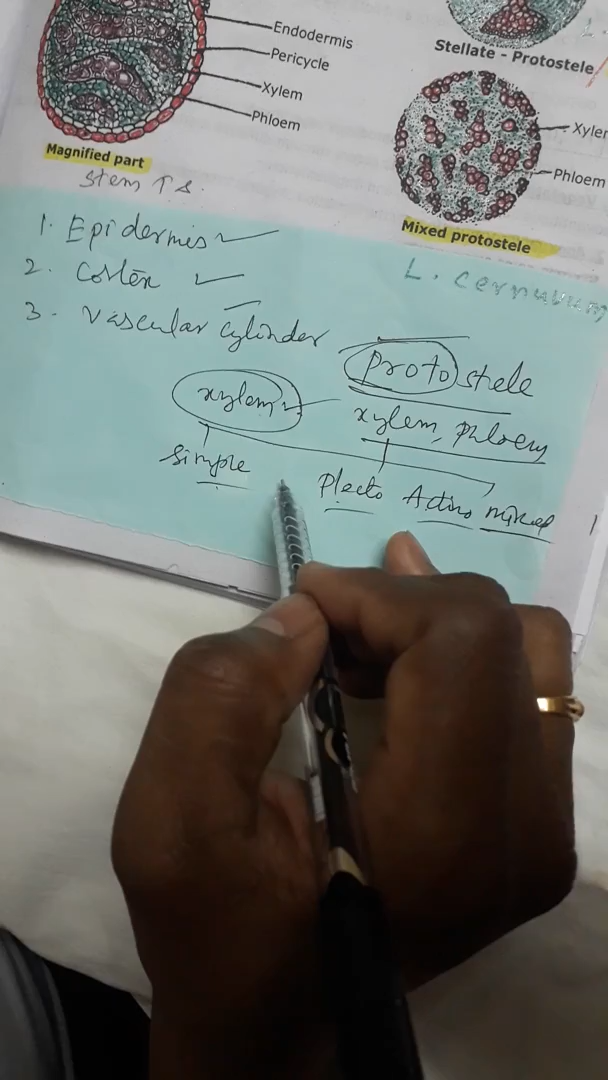 Endodermis
Pericycle
Xylem
Phloem
Magnified part
Stellate - Protostele
Xyler
Phloem
Mixed protostele
Stem T.S.
L. cernuum
1. Epidermis
2. Cortex
3. Vascular cylinder
Protostele
xylem
xylem, Phloem
Simple
Plecto Actino mixed